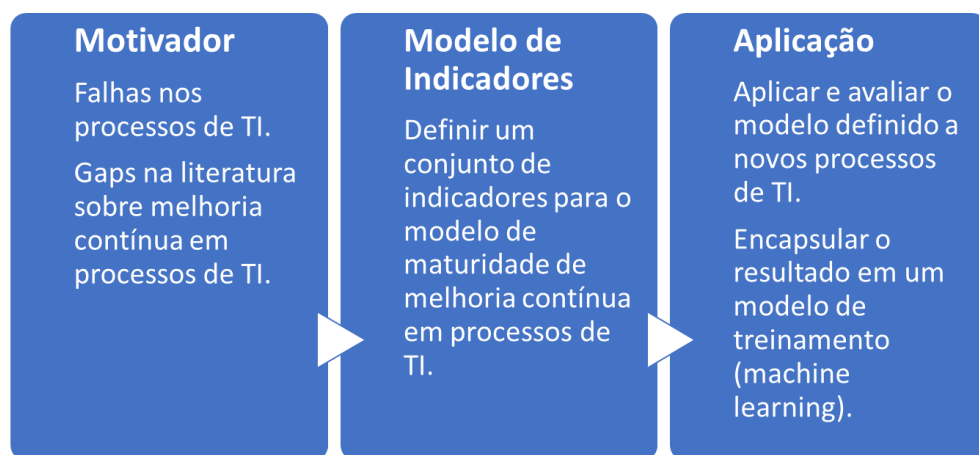 Motivador
Falhas nos
processos de TI.
Gaps na literatura
sobre melhoria
contínua em
processos de TI.
Modelo de
Indicadores
Definir um
conjunto de
indicadores para o
modelo de
maturidade de
melhoria contínua
em processos de
TI.
Aplicação
Aplicar e avaliar o
modelo definido a
novos processos
de TI.
Encapsular o
resultado em um
modelo de
treinamento
(machine
learning).